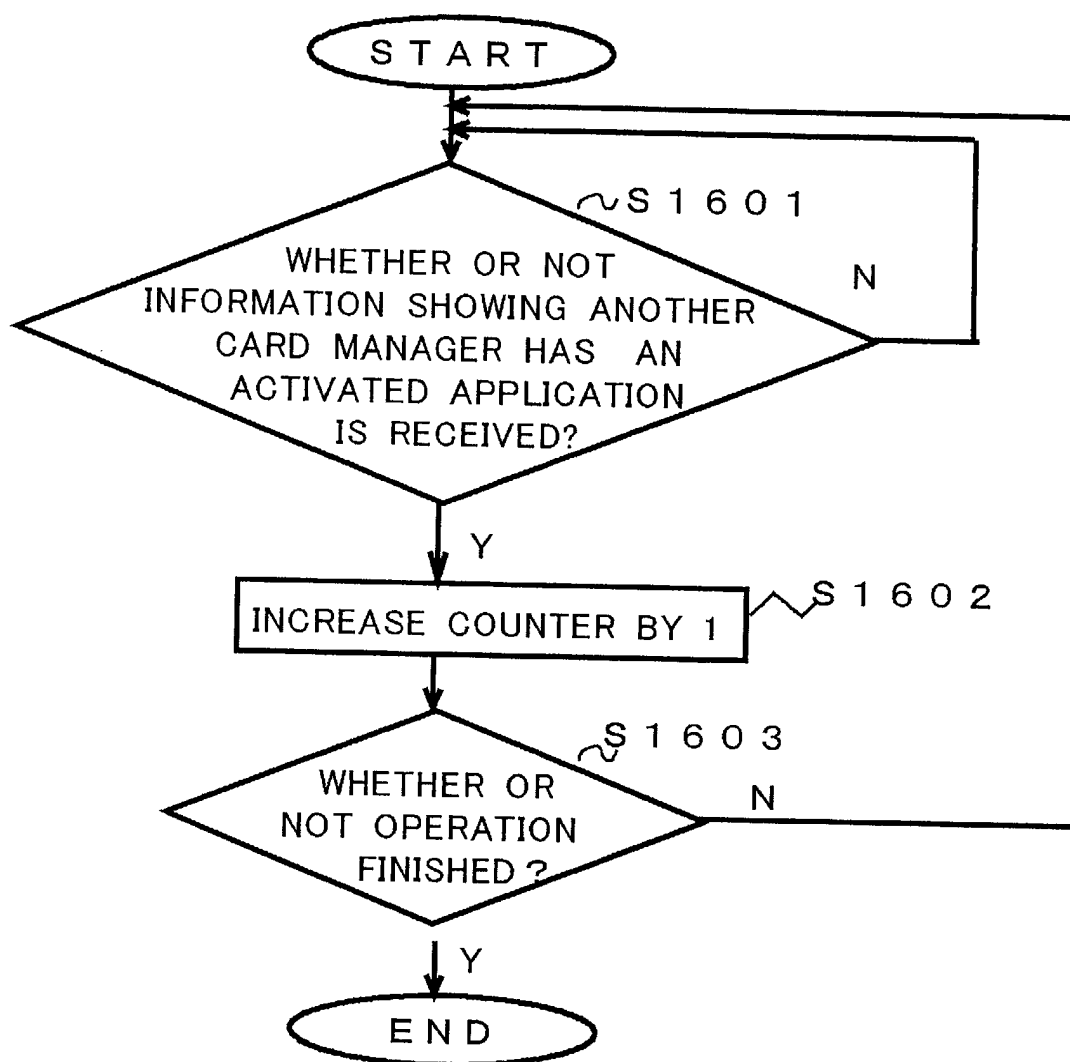 START
S1601
WHETHER OR NOT
INFORMATION SHOWING ANOTHER
CARD MANAGER HAS AN
ACTIVATED APPLICATION
IS RECEIVED?
N
Y
INCREASE COUNTER BY 1
S1602
S1603
WHETHER OR
NOT OPERATION
FINISHED?
N
Y
END